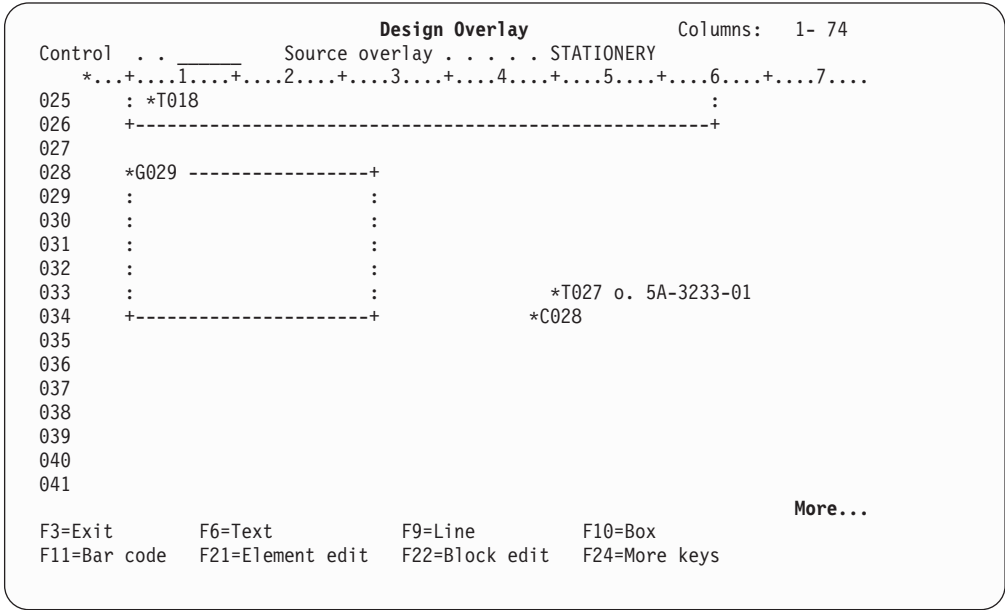 Design Overlay Columns: 1- 74
Control . . ______ Source overlay . . . . . STATIONERY
*...+....1....+....2....+....3....+....4....+....5....+....6....+....7....
025 : *T018 :
026 +------------------------------------------------------+
027
028 *G029 -----------------+
029 : :
030 : :
031 : :
032 : :
033 : : *T027 o. 5A-3233-01
034 +----------------------+ *C028
035
036
037
038
039
040
041
More...
F3=Exit F6=Text F9=Line F10=Box
F11=Bar code F21=Element edit F22=Block edit F24=More keys